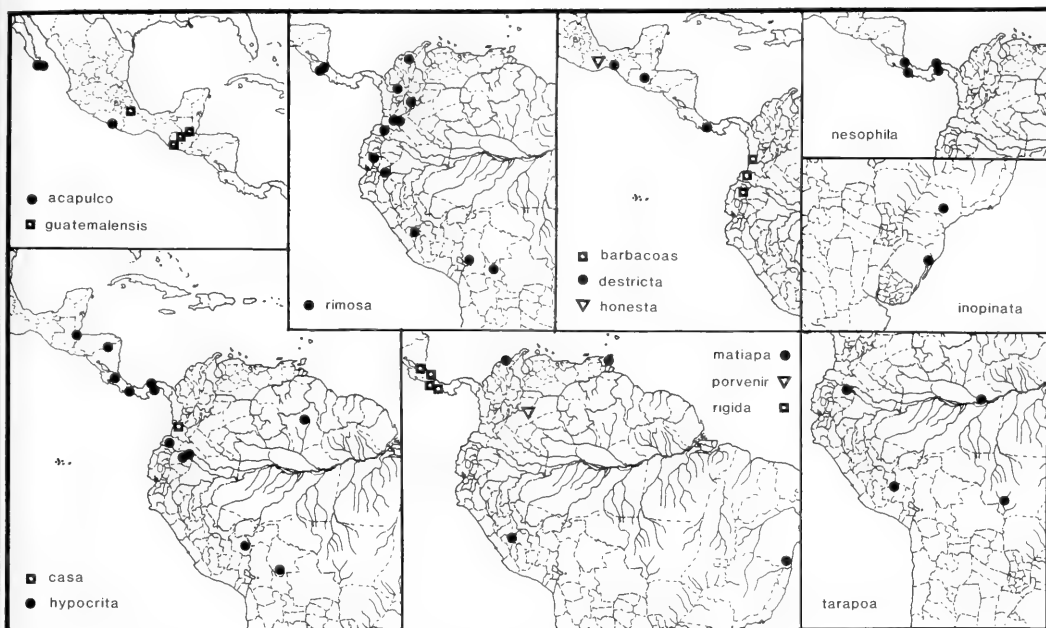 acapulco
guatemalensis
rimosa
barbacoas
destricta
honesta
nesophila
inopinata
casa
hypocrita
matiapa
porvenir
rigida
tarapoa